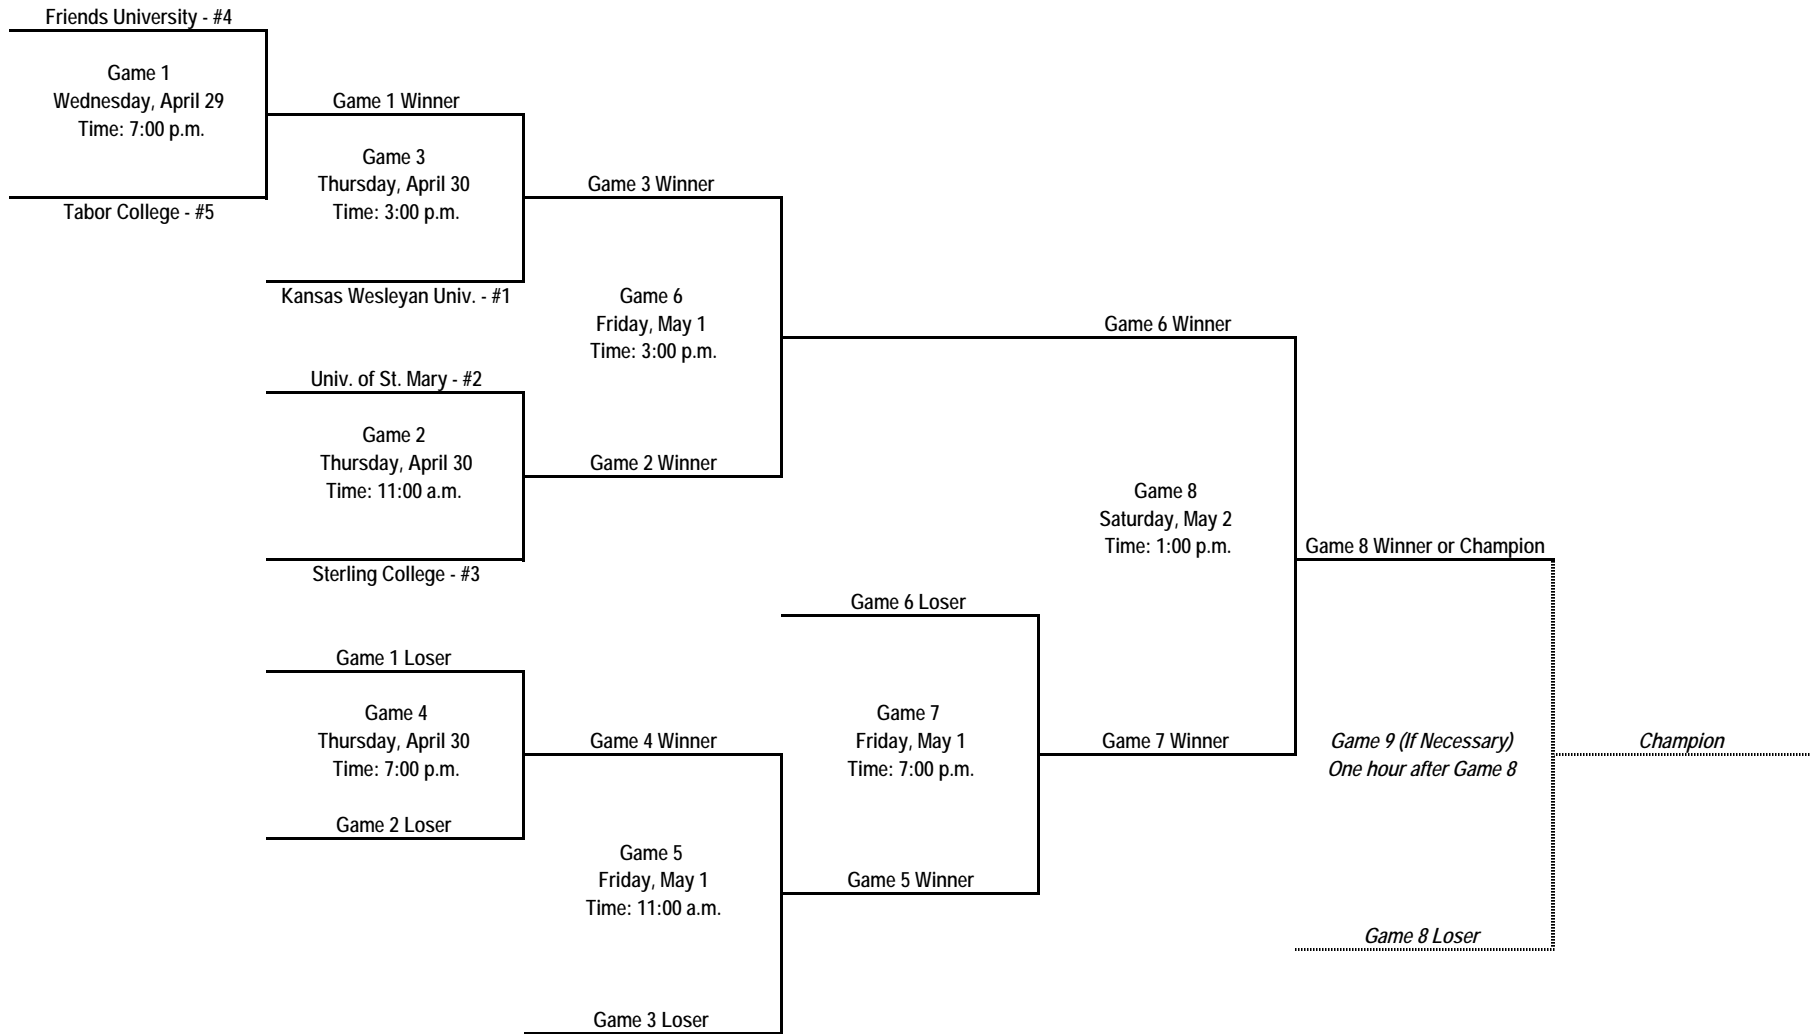 Friends University - #4
Game 1
Wednesday, April 29
Time: 7:00 p.m.
Tabor College - #5
Game 1 Winner
Game 3
Thursday, April 30
Time: 3:00 p.m.
Kansas Wesleyan Univ. - #1
Game 3 Winner
Game 6
Friday, May 1
Time: 3:00 p.m.
Game 6 Winner
Univ. of St. Mary - #2
Game 2
Thursday, April 30
Time: 11:00 a.m.
Game 2 Winner
Sterling College - #3
Game 8
Saturday, May 2
Time: 1:00 p.m.
Game 8 Winner or Champion
Game 6 Loser
Game 1 Loser
Game 4
Thursday, April 30
Time: 7:00 p.m.
Game 2 Loser
Game 4 Winner
Game 7
Friday, May 1
Time: 7:00 p.m.
Game 7 Winner
Game 9 (If Necessary)
One hour after Game 8
Champion
Game 5
Friday, May 1
Time: 11:00 a.m.
Game 5 Winner
Game 8 Loser
Game 3 Loser